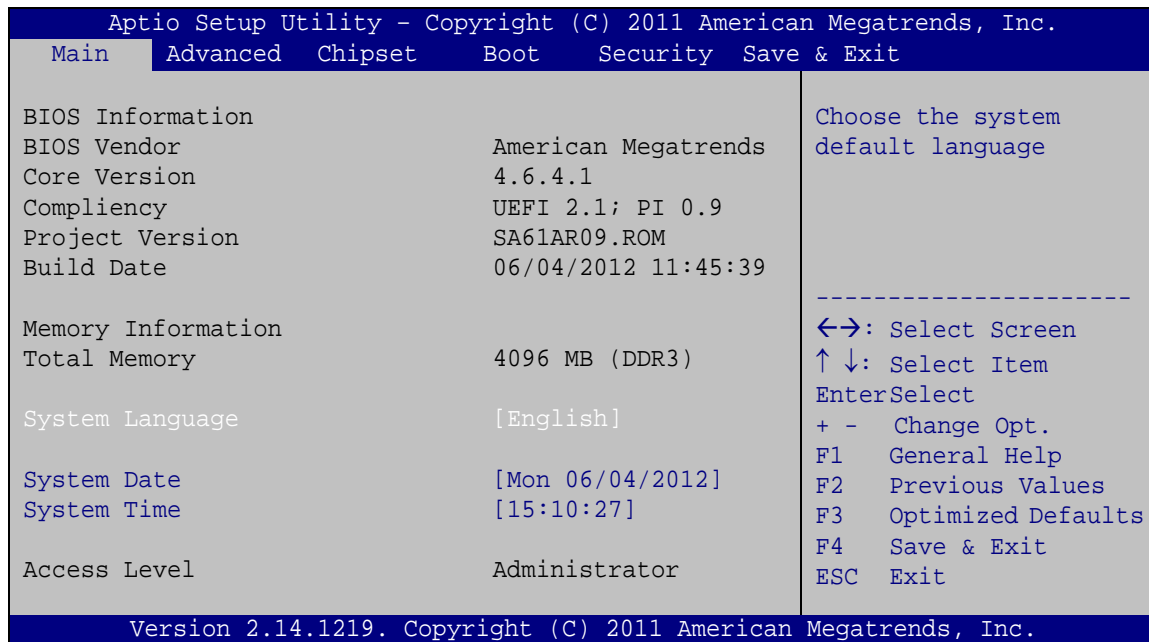 Aptio Setup Utility – Copyright (C) 2011 American Megatrends, Inc.
Main Advanced Chipset Boot Security Save & Exit
BIOS Information
BIOS Vendor American Megatrends
Core Version 4.6.4.1
Compliency UEFI 2.1; PI 0.9
Project Version SA61AR09.ROM
Build Date 06/04/2012 11:45:39
Memory Information
Total Memory 4096 MB (DDR3)
System Language [English]
System Date [Mon 06/04/2012]
System Time [15:10:27]
Access Level Administrator
Choose the system
default language
----------------------
←→: Select Screen
↑ ↓: Select Item
EnterSelect
+ - Change Opt.
F1 General Help
F2 Previous Values
F3 Optimized Defaults
F4 Save & Exit
ESC Exit
Version 2.14.1219. Copyright (C) 2011 American Megatrends, Inc.